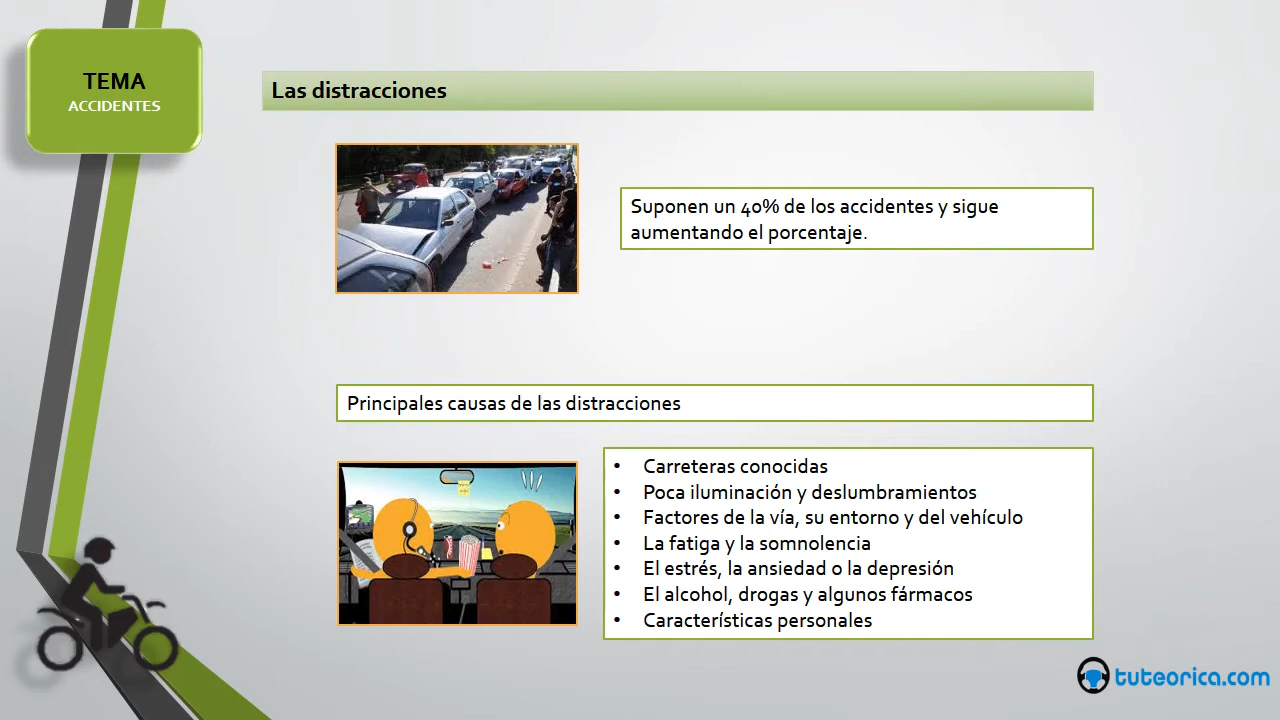 TEMA
ACCIDENTES
Las distracciones
Suponen un 40% de los accidentes y sigue
aumentando el porcentaje.
Principales causas de las distracciones
• Carreteras conocidas
• Poca iluminación y deslumbramientos
• Factores de la vía, su entorno y del vehículo
• La fatiga y la somnolencia
• El estrés, la ansiedad o la depresión
• El alcohol, drogas y algunos fármacos
• Características personales
tuteorica.com